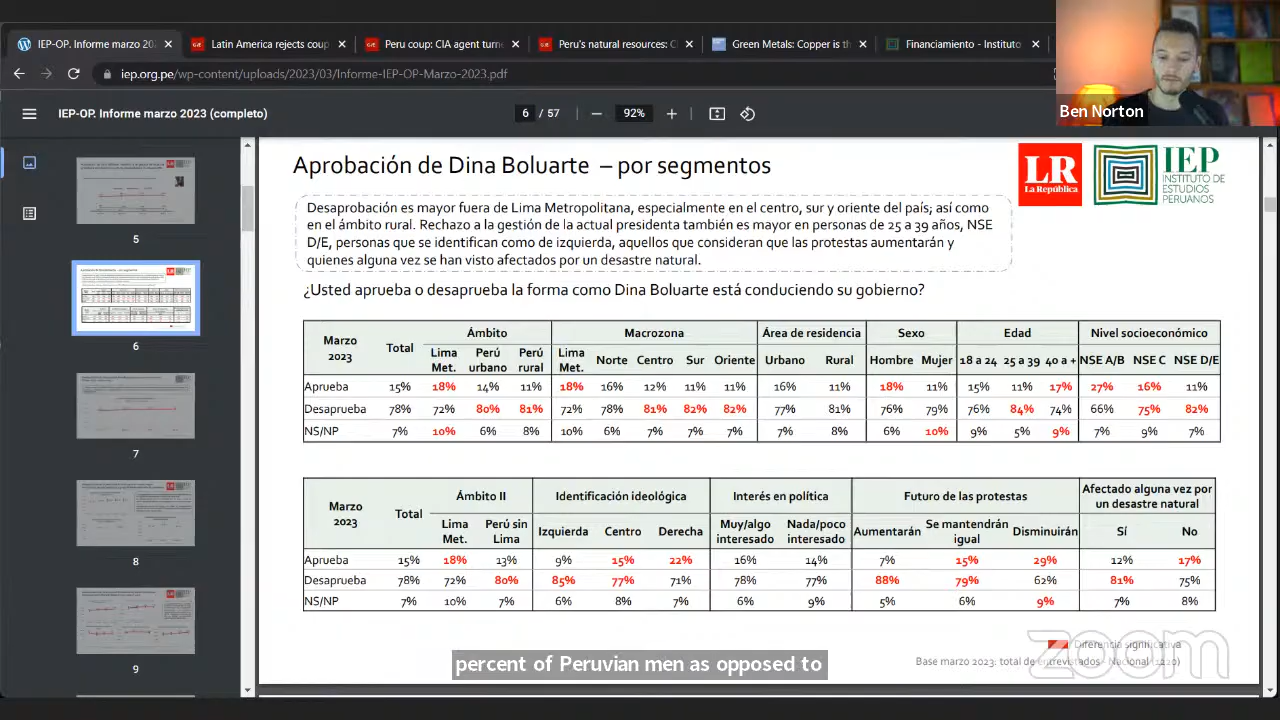 IEP-OP. Informe marzo 202
Latin America rejects coup
Peru coup: CIA agent turne
Peru's natural resources: C
Green Metals: Copper is th
Financiamiento - Instituto
iep.org.pe/wp-content/uploads/2023/03/Informe-IEP-OP-Marzo-2023.pdf
Ben Norton
IEP-OP. Informe marzo 2023 (completo)
6 / 57
92%
5
6
7
8
9
Aprobación de Dina Boluarte – por segmentos
LR
La República
IEP
INSTITUTO DE
ESTUDIOS
PERUANOS
Desaprobación es mayor fuera de Lima Metropolitana, especialmente en el centro, sur y oriente del país; así como
en el ámbito rural. Rechazo a la gestión de la actual presidenta también es mayor en personas de 25 a 39 años, NSE
D/E, personas que se identifican como de izquierda, aquellos que consideran que las protestas aumentarán y
quienes alguna vez se han visto afectados por un desastre natural.
¿Usted aprueba o desaprueba la forma como Dina Boluarte está conduciendo su gobierno?
Marzo 2023 Total Ámbito Macrozona Área de residencia Sexo Edad Nivel socioeconómico
Lima Met. Perú urbano Perú rural Lima Met. Norte Centro Sur Oriente Urbano Rural Hombre Mujer 18 a 24 25 a 39 40 a + NSE A/B NSE C NSE D/E
Aprueba 15% 18% 14% 11% 18% 16% 12% 11% 11% 16% 11% 18% 11% 15% 11% 17% 27% 16% 11%
Desaprueba 78% 72% 80% 81% 72% 78% 81% 82% 82% 77% 81% 76% 79% 76% 84% 74% 66% 75% 82%
NS/NP 7% 10% 6% 8% 10% 6% 7% 7% 7% 7% 8% 6% 10% 9% 5% 9% 7% 9% 7%
Marzo 2023 Total Ámbito II Identificación ideológica Interés en política Futuro de las protestas Afectado alguna vez por un desastre natural
Lima Met. Perú sin Lima Izquierda Centro Derecha Muy/algo interesado Nada/poco interesado Aumentarán Se mantendrán igual Disminuirán Sí No
Aprueba 15% 18% 13% 9% 15% 22% 16% 14% 7% 15% 29% 12% 17%
Desaprueba 78% 72% 80% 85% 77% 71% 78% 77% 88% 79% 62% 81% 75%
NS/NP 7% 10% 7% 6% 8% 7% 6% 9% 5% 6% 9% 7% 8%
Diferencia significativa
Base marzo 2023: total de entrevistados - Nacional (1220)
zoom
percent of Peruvian men as opposed to